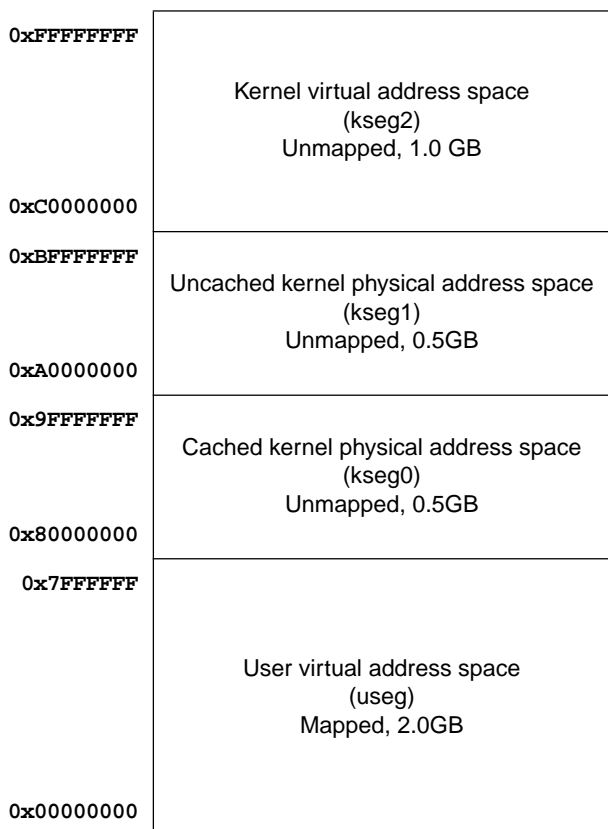 0xFFFFFFFF
Kernel virtual address space
(kseg2)
Unmapped, 1.0 GB
0xC0000000
0xBFFFFFFF
Uncached kernel physical address space
(kseg1)
Unmapped, 0.5GB
0xA0000000
0x9FFFFFFF
Cached kernel physical address space
(kseg0)
Unmapped, 0.5GB
0x80000000
0x7FFFFFF
User virtual address space
(useg)
Mapped, 2.0GB
0x00000000